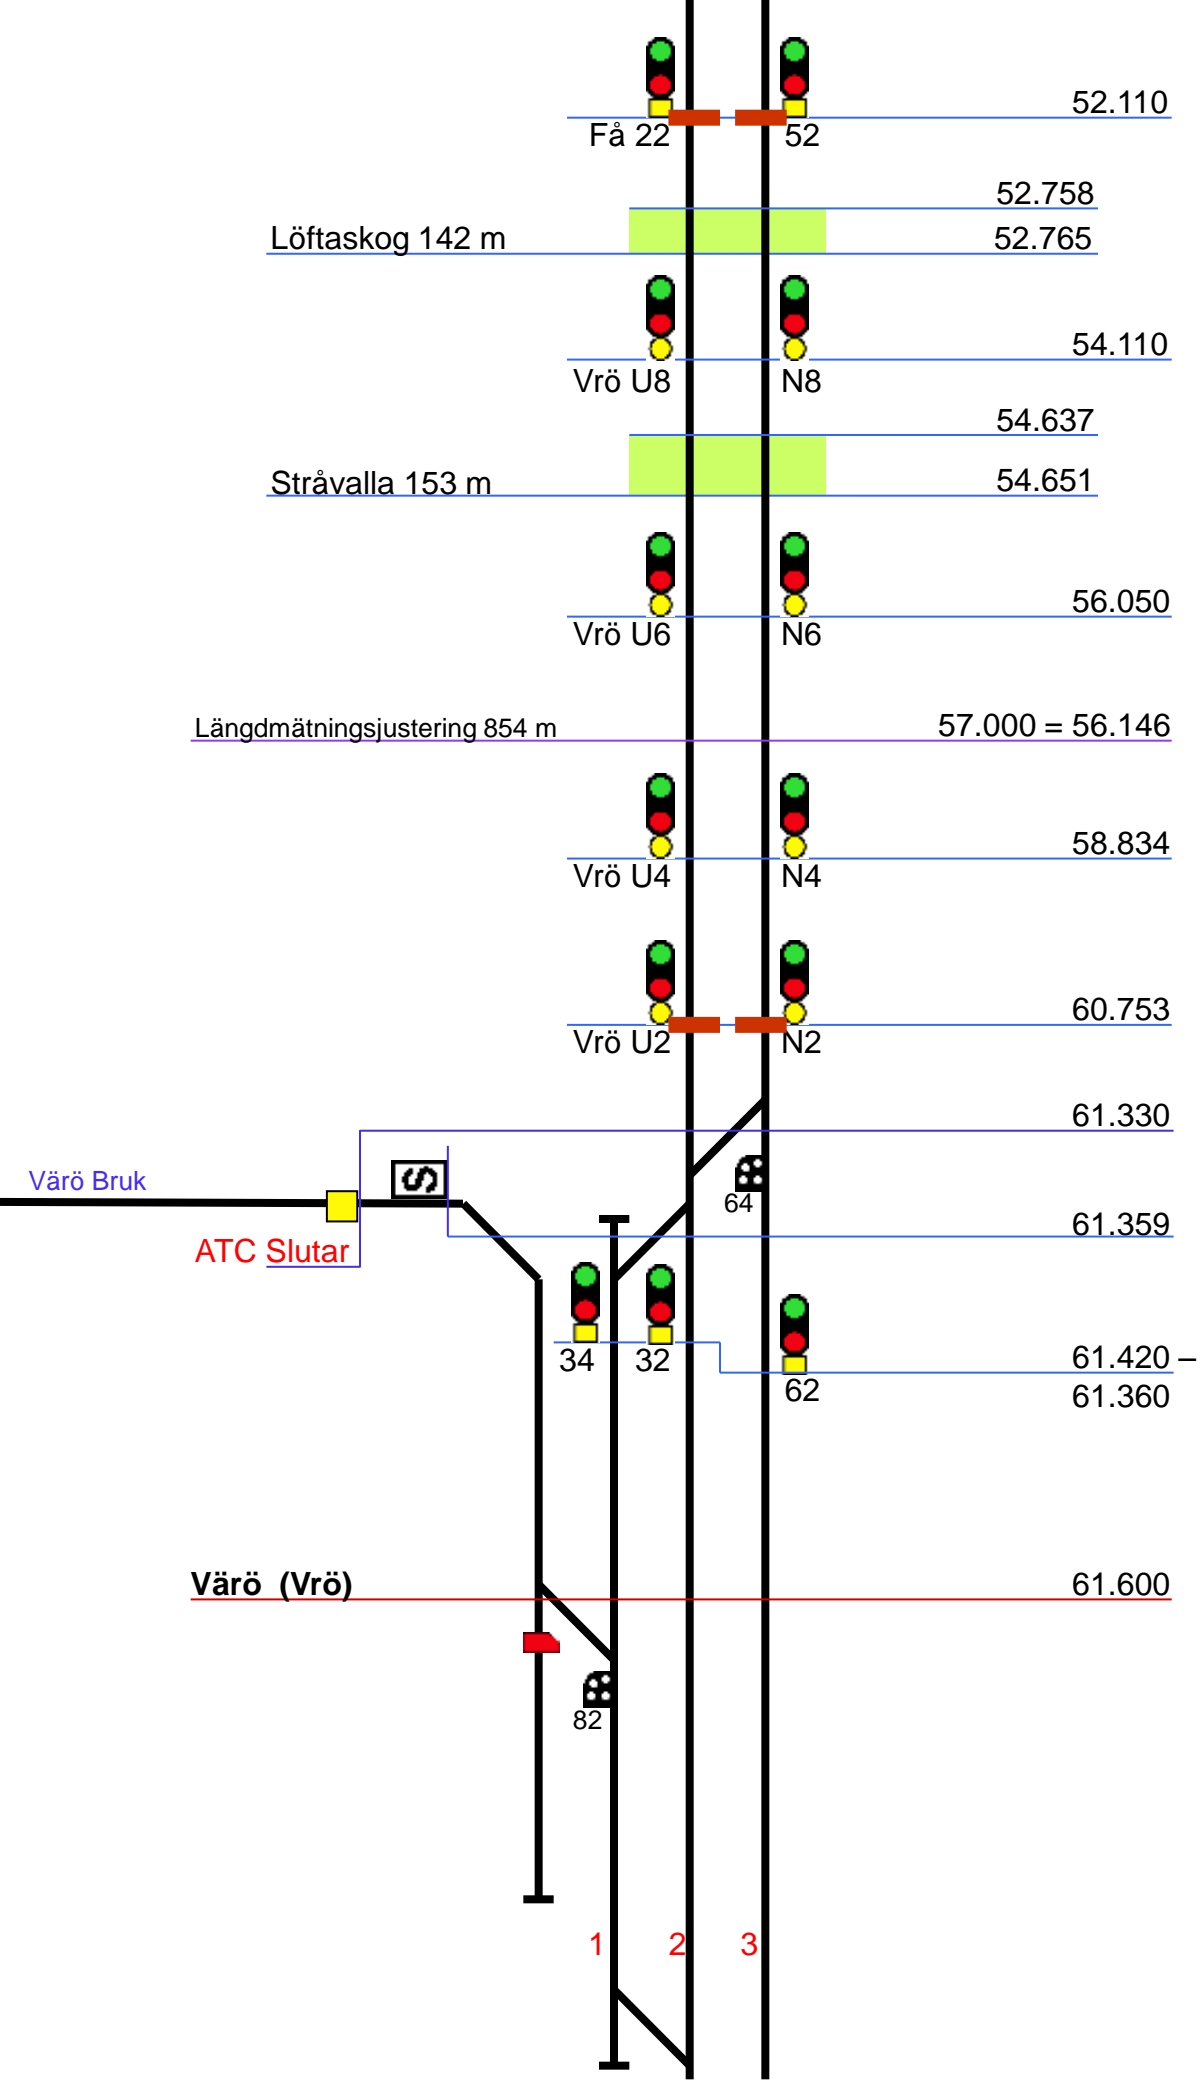 52.110
Få 22 52
52.758
Löftaskog 142 m 52.765
54.110
Vrö U8 N8
54.637
Stråvalla 153 m 54.651
56.050
Vrö U6 N6
Längdmätningsjustering 854 m 57.000 = 56.146
58.834
Vrö U4 N4
60.753
Vrö U2 N2
61.330
Värö Bruk S
64
61.359
ATC Slutar
34 32 61.420 –
62 61.360
Värö (Vrö) 61.600
82
1 2 3